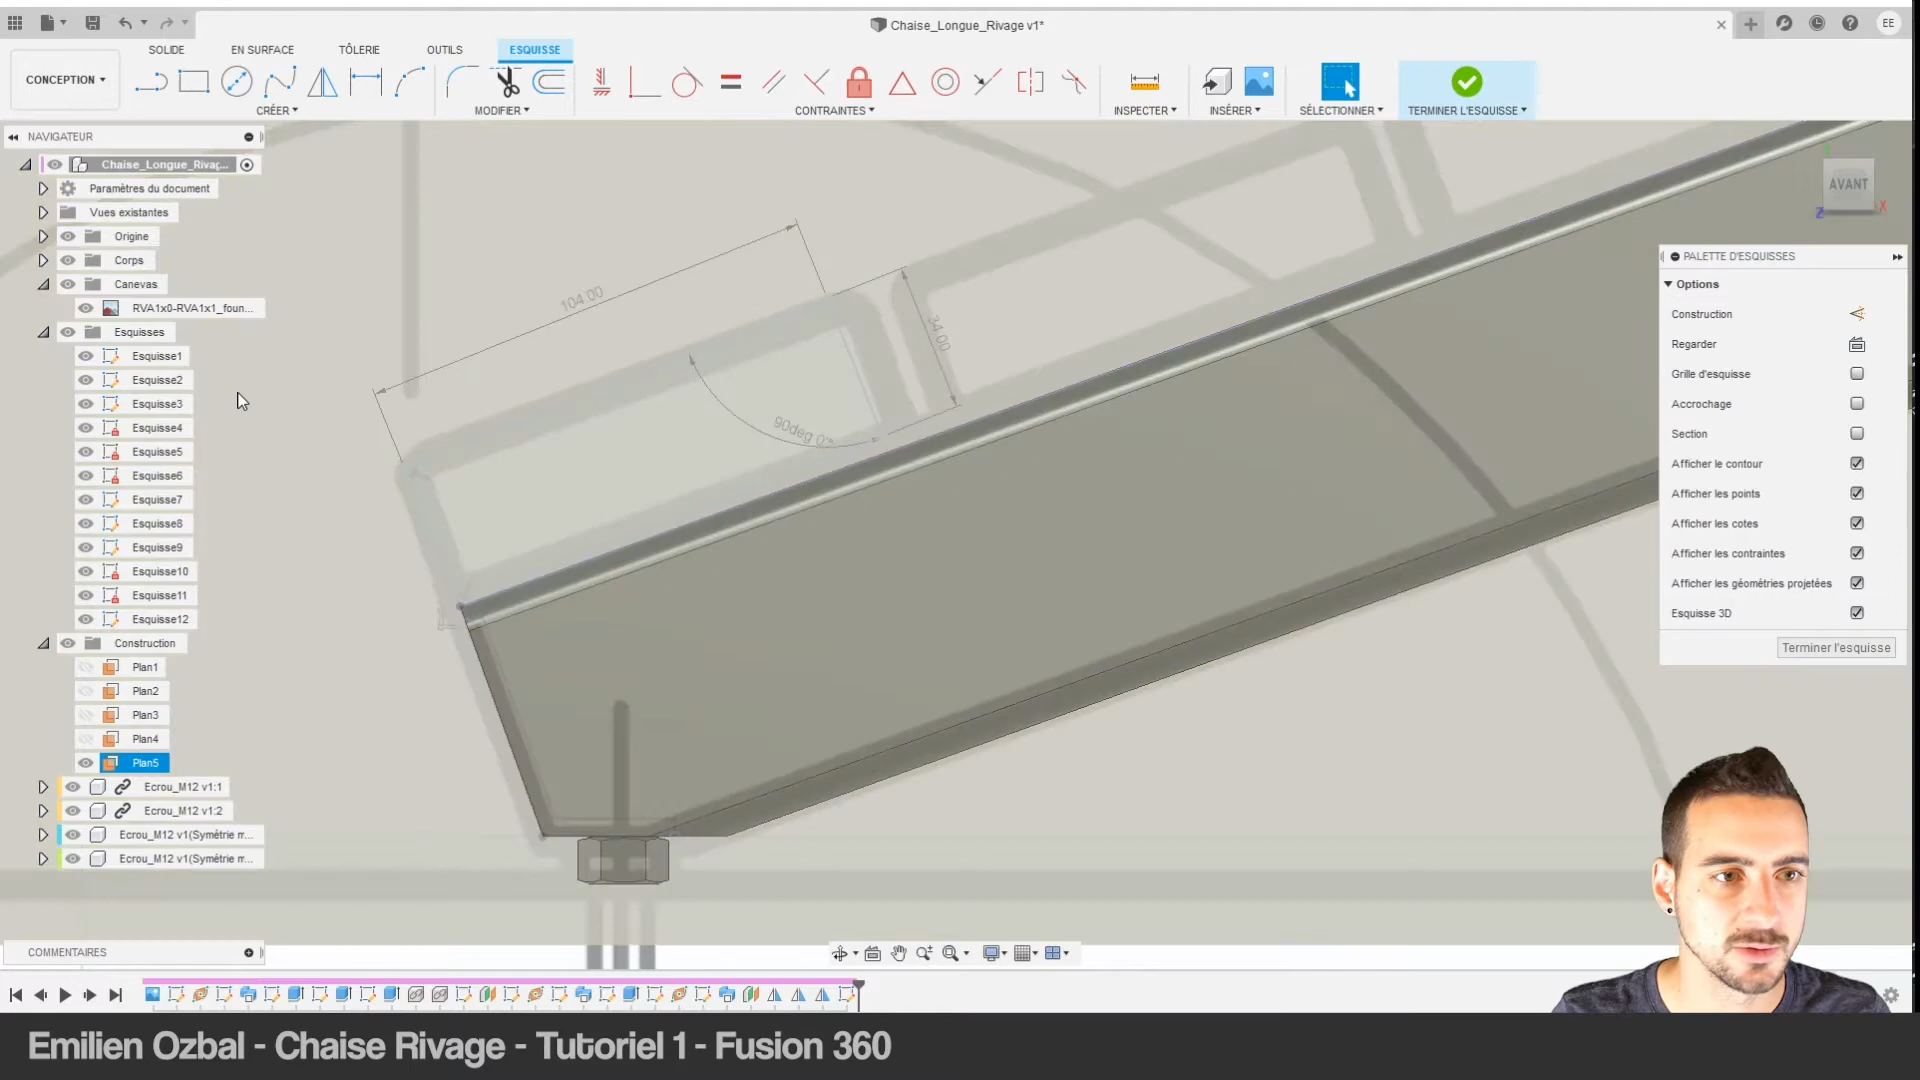 Chaise_Longue_Rivage v1*
EE
SOLIDE
EN SURFACE
TÔLERIE
OUTILS
ESQUISSE
CONCEPTION
CRÉER
MODIFIER
CONTRAINTES
INSPECTER
INSÉRER
SÉLECTIONNER
TERMINER L'ESQUISSE
NAVIGATEUR
Chaise_Longue_Rivag...
Paramètres du document
Vues existantes
Origine
Corps
Canevas
RVA1x0-RVA1x1_foun...
Esquisses
Esquisse1
Esquisse2
Esquisse3
Esquisse4
Esquisse5
Esquisse6
Esquisse7
Esquisse8
Esquisse9
Esquisse10
Esquisse11
Esquisse12
Construction
Plan1
Plan2
Plan3
Plan4
Plan5
Ecrou_M12 v1:1
Ecrou_M12 v1:2
Ecrou_M12 v1(Symétrie m...
Ecrou_M12 v1(Symétrie m...
COMMENTAIRES
104.00
34.00
90deg
AVANT
Z
X
PALETTE D'ESQUISSES
Options
Construction
Regarder
Grille d'esquisse
Accrochage
Section
Afficher le contour
Afficher les points
Afficher les cotes
Afficher les contraintes
Afficher les géométries projetées
Esquisse 3D
Terminer l'esquisse
Emilien Ozbal - Chaise Rivage - Tutoriel 1 - Fusion 360